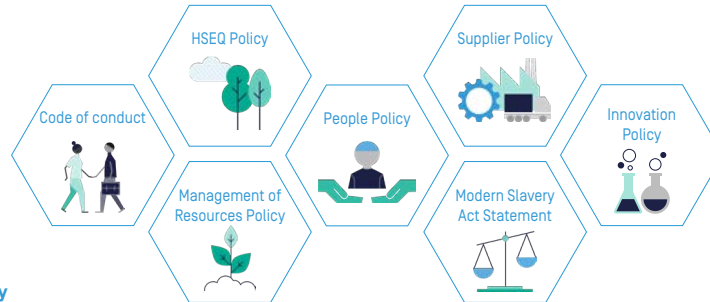 HSEQ Policy
Supplier Policy
Code of conduct
People Policy
Innovation
Policy
Management of
Resources Policy
Modern Slavery
Act Statement
y